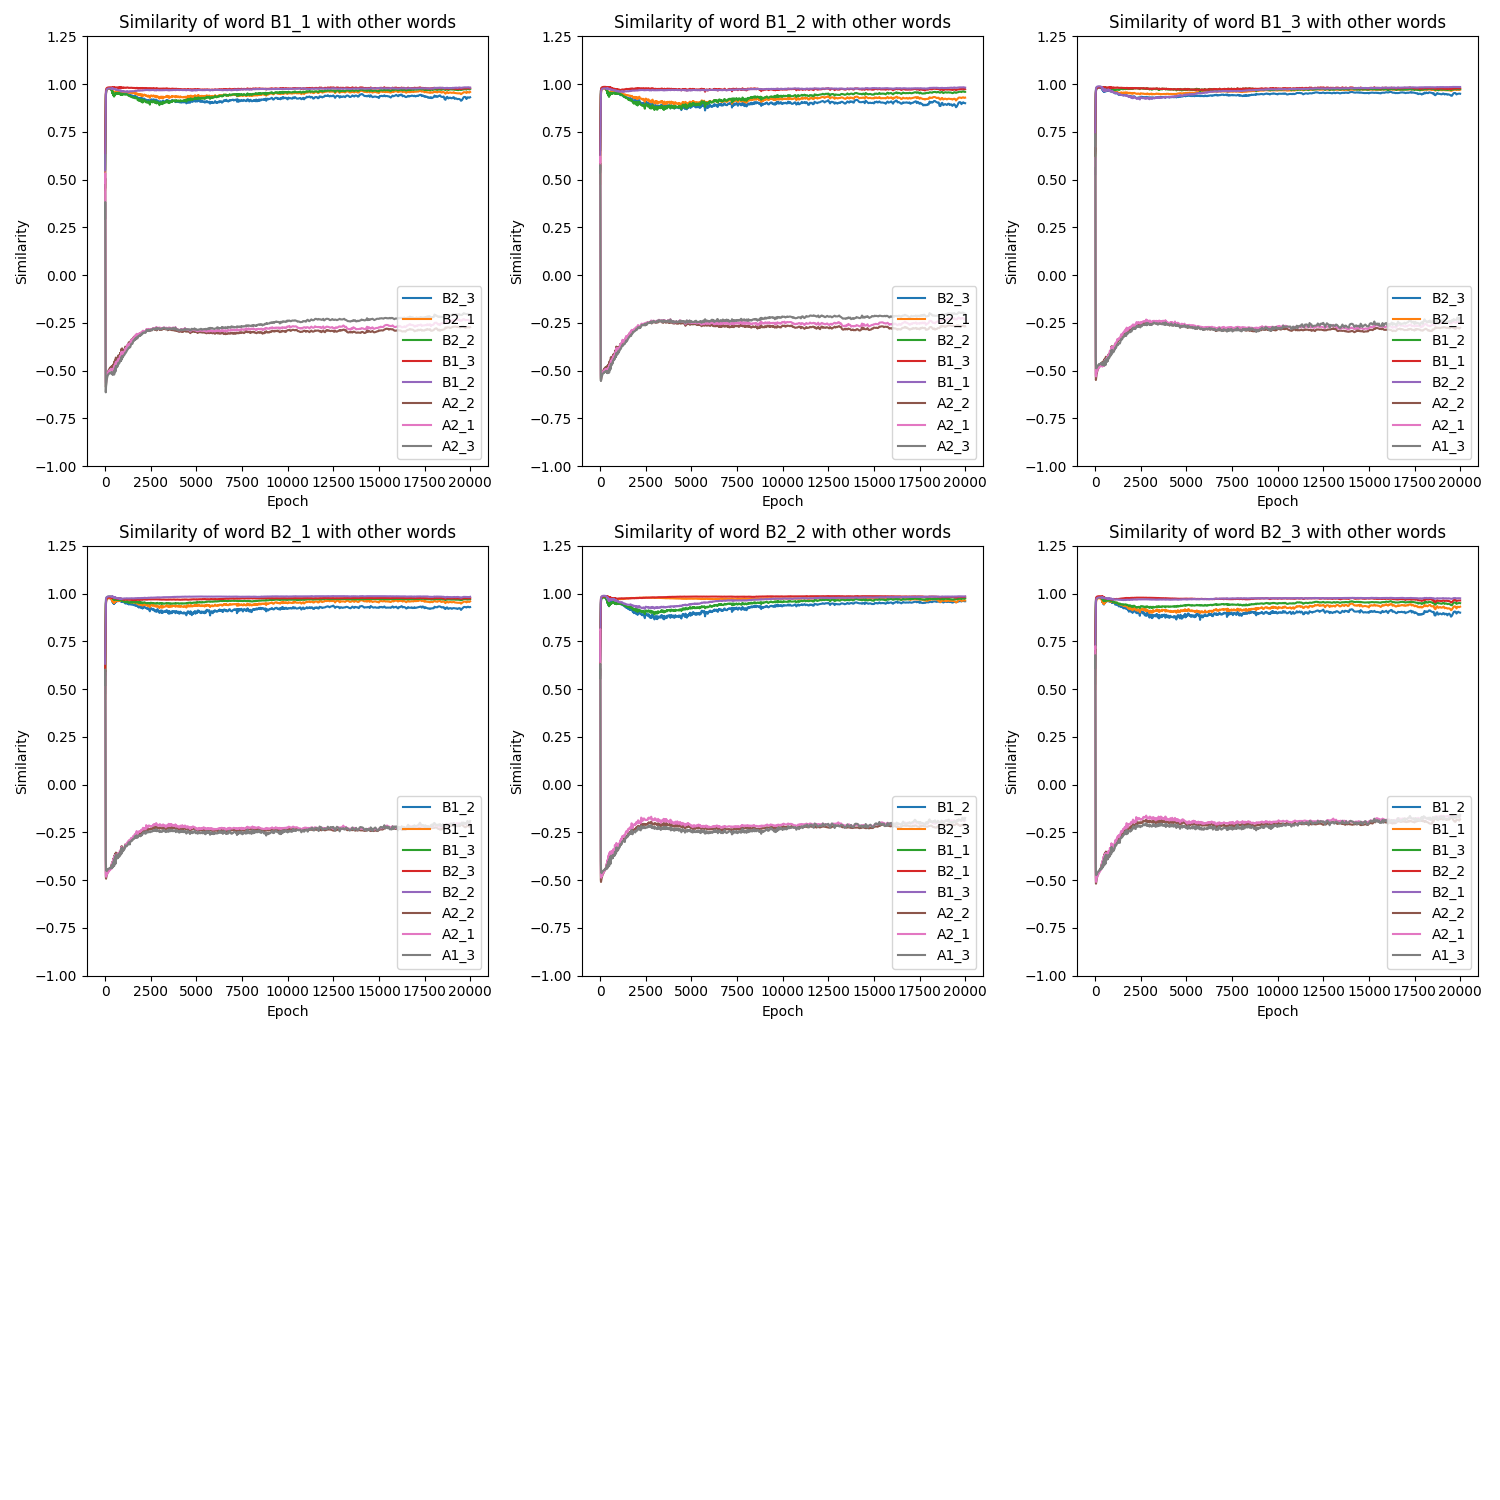 Similarity of word B1_1 with other words
1.25
1.00
0.75
0.50
0.25
0.00
−0.25
−0.50
−0.75
−1.00
Similarity
B2_3
B2_1
B2_2
B1_3
B1_2
A2_2
A2_1
A2_3
0 2500 5000 7500 10000 12500 15000 17500 20000
Epoch
Similarity of word B1_2 with other words
1.25
1.00
0.75
0.50
0.25
0.00
−0.25
−0.50
−0.75
−1.00
Similarity
B2_3
B2_1
B2_2
B1_3
B1_1
A2_2
A2_1
A2_3
0 2500 5000 7500 10000 12500 15000 17500 20000
Epoch
Similarity of word B1_3 with other words
1.25
1.00
0.75
0.50
0.25
0.00
−0.25
−0.50
−0.75
−1.00
Similarity
B2_3
B2_1
B1_2
B1_1
B2_2
A2_2
A2_1
A1_3
0 2500 5000 7500 10000 12500 15000 17500 20000
Epoch
Similarity of word B2_1 with other words
1.25
1.00
0.75
0.50
0.25
0.00
−0.25
−0.50
−0.75
−1.00
Similarity
B1_2
B1_1
B1_3
B2_3
B2_2
A2_2
A2_1
A1_3
0 2500 5000 7500 10000 12500 15000 17500 20000
Epoch
Similarity of word B2_2 with other words
1.25
1.00
0.75
0.50
0.25
0.00
−0.25
−0.50
−0.75
−1.00
Similarity
B1_2
B2_3
B1_1
B2_1
B1_3
A2_2
A2_1
A1_3
0 2500 5000 7500 10000 12500 15000 17500 20000
Epoch
Similarity of word B2_3 with other words
1.25
1.00
0.75
0.50
0.25
0.00
−0.25
−0.50
−0.75
−1.00
Similarity
B1_2
B1_1
B1_3
B2_2
B2_1
A2_2
A2_1
A1_3
0 2500 5000 7500 10000 12500 15000 17500 20000
Epoch